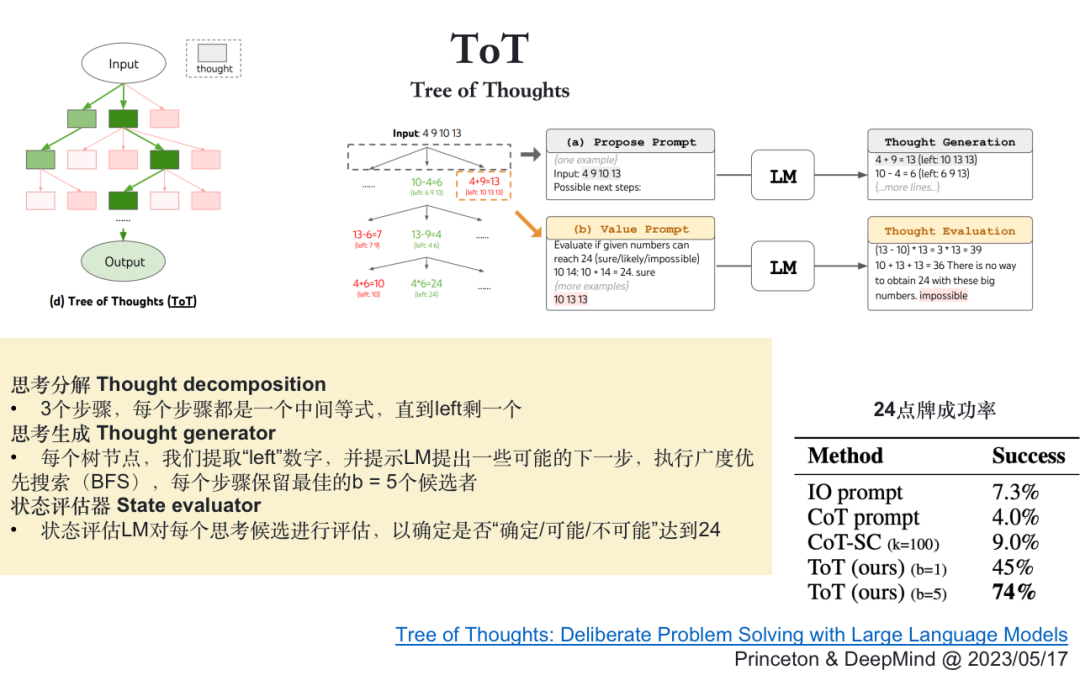 ToT
Tree of Thoughts
Input
thought
......
Output
(d) Tree of Thoughts (ToT)
Input: 4 9 10 13
......
10-4=6
(left: 6 9 13)
4+9=13
(left: 10 13 13)
13-6=7
(left: 7 9)
13-9=4
(left: 4 6)
......
4+6=10
(left: 10)
4*6=24
(left: 24)
......
(a) Propose Prompt
{one example}
Input: 4 9 10 13
Possible next steps:
LM
Thought Generation
4 + 9 = 13 (left: 10 13 13)
10 - 4 = 6 (left: 6 9 13)
{...more lines...}
(b) Value Prompt
Evaluate if given numbers can
reach 24 (sure/likely/impossible)
10 14: 10 + 14 = 24. sure
{more examples}
10 13 13
LM
Thought Evaluation
(13 - 10) * 13 = 3 * 13 = 39
10 + 13 + 13 = 36 There is no way
to obtain 24 with these big
numbers. impossible
思考分解 Thought decomposition
• 3个步骤，每个步骤都是一个中间等式，直到left剩一个
思考生成 Thought generator
• 每个树节点，我们提取“left”数字，并提示LM提出一些可能的下一步，执行广度优
先搜索（BFS），每个步骤保留最佳的b = 5个候选者
状态评估器 State evaluator
• 状态评估LM对每个思考候选进行评估，以确定是否“确定/可能/不可能”达到24
24点牌成功率
Method Success
IO prompt 7.3%
CoT prompt 4.0%
CoT-SC (k=100) 9.0%
ToT (ours) (b=1) 45%
ToT (ours) (b=5) 74%
Tree of Thoughts: Deliberate Problem Solving with Large Language Models
Princeton & DeepMind @ 2023/05/17